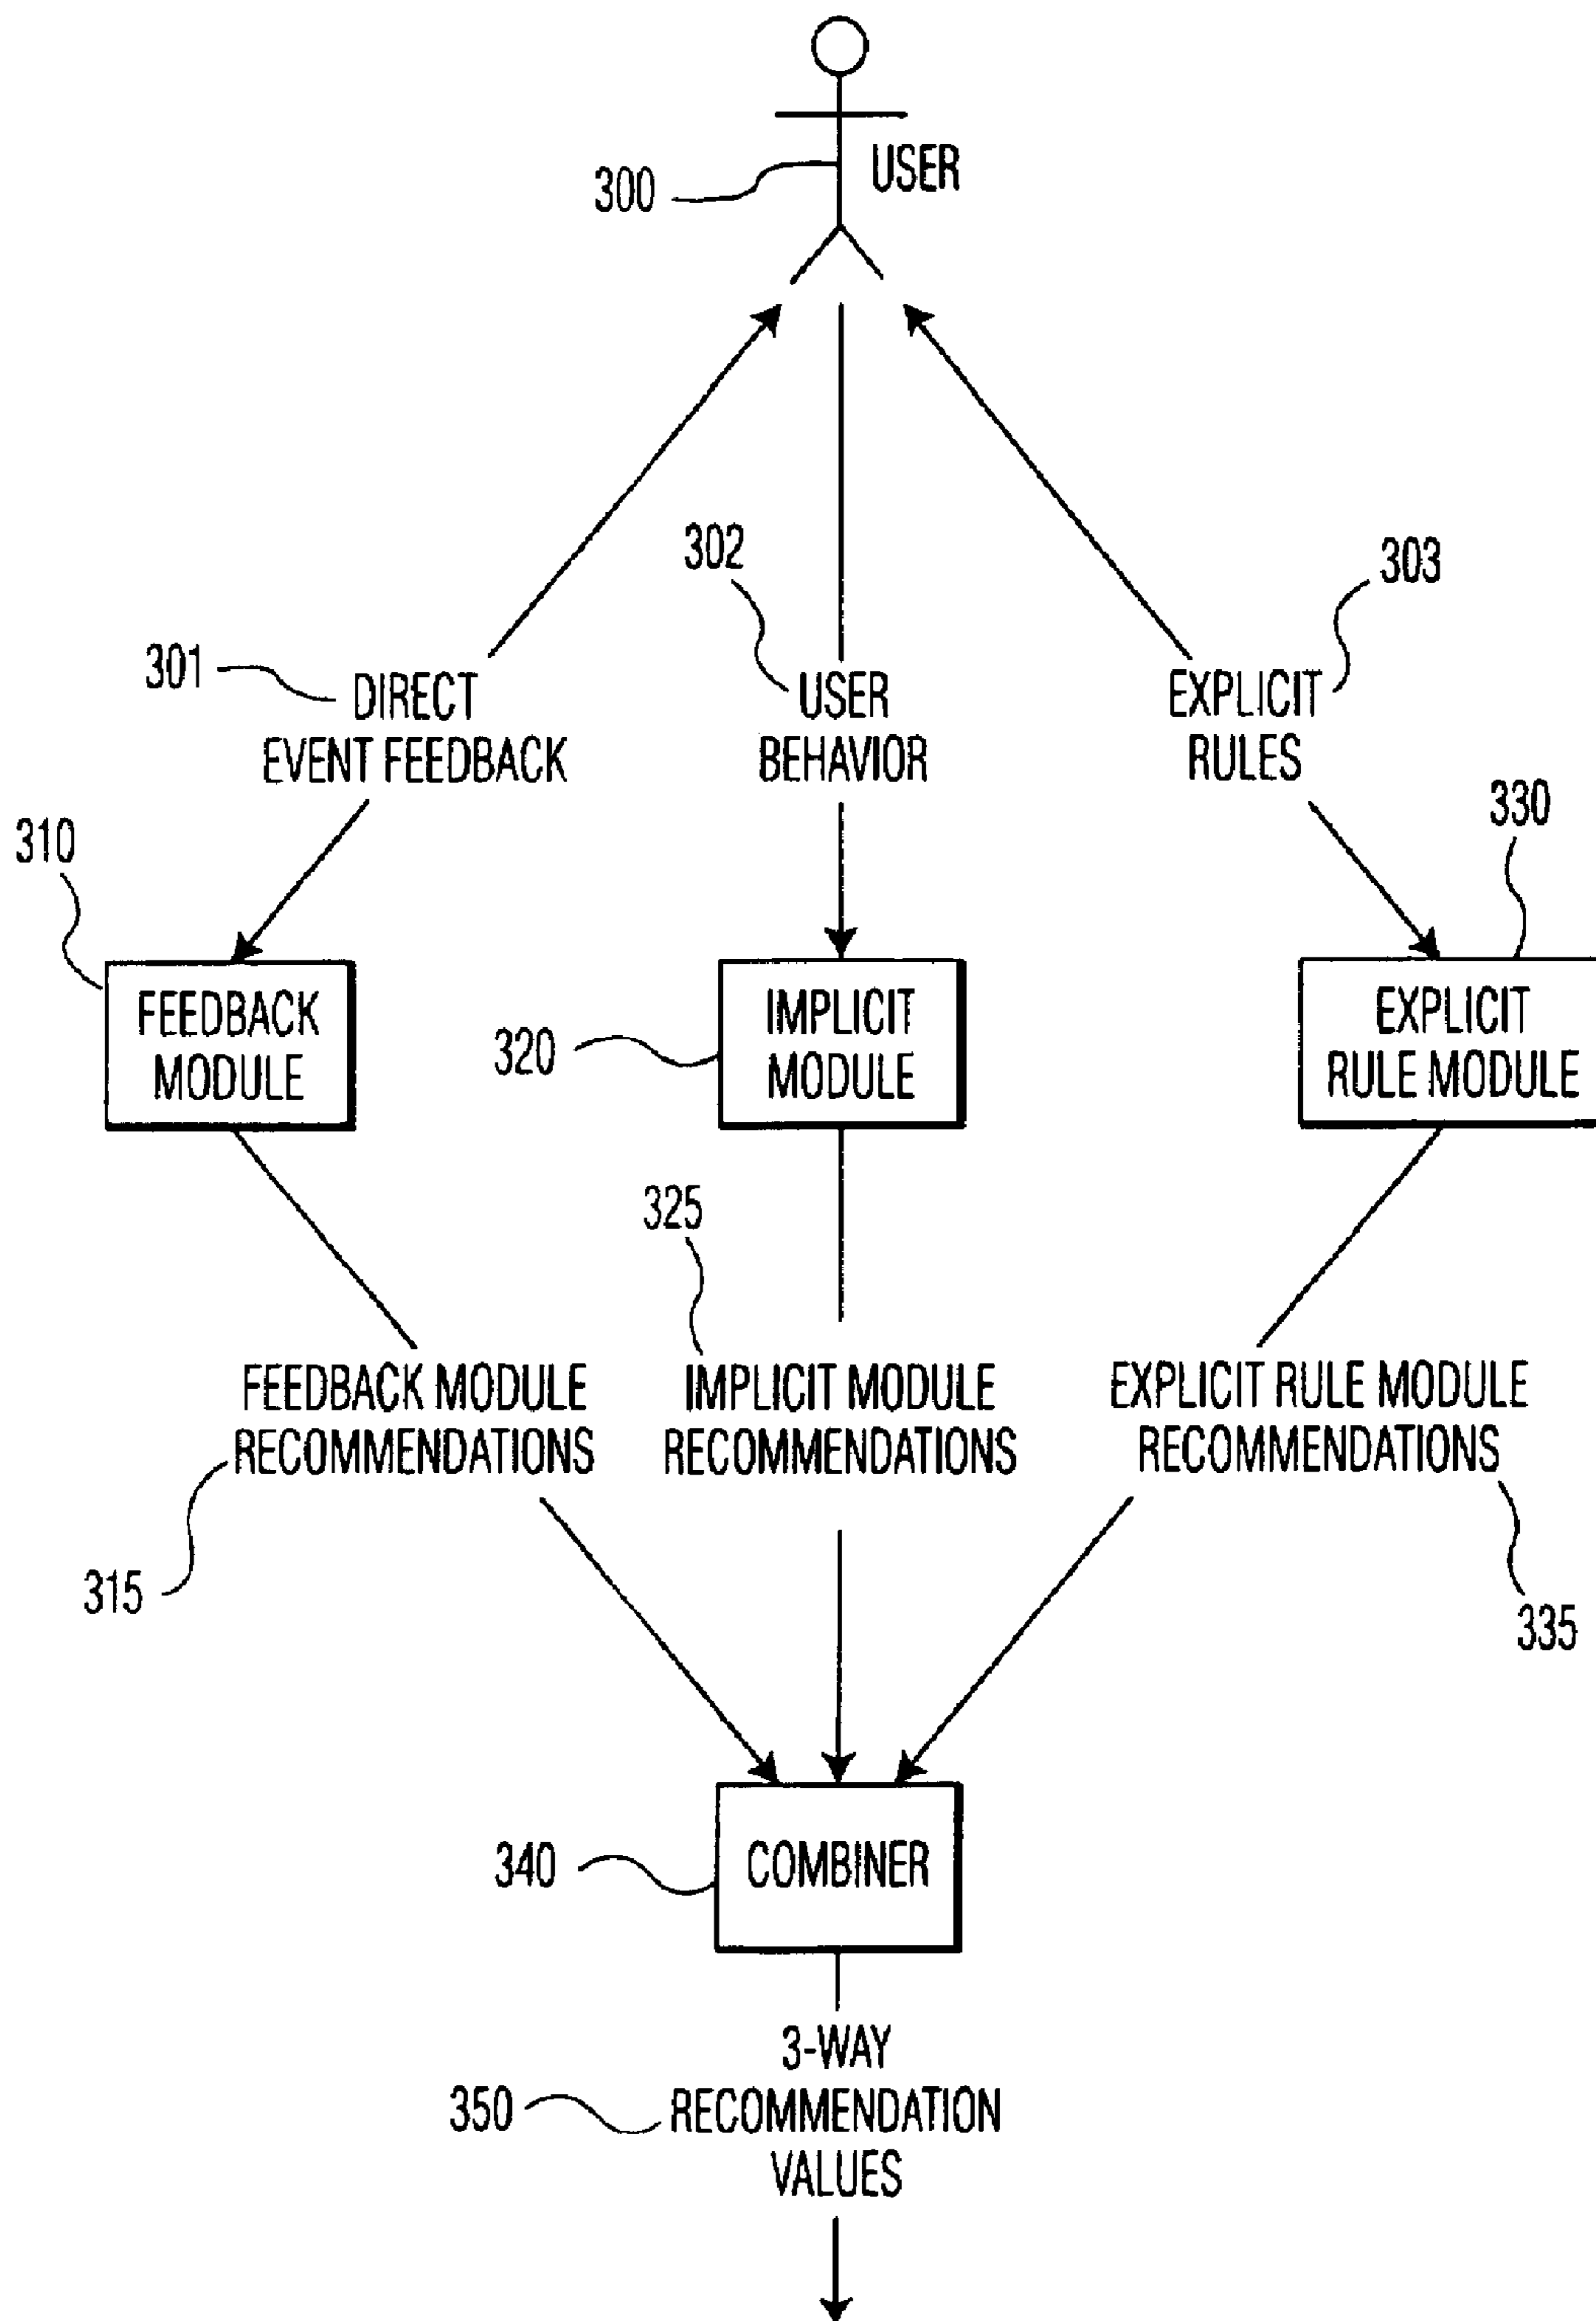 300
USER
302
303
301
DIRECT
EVENT FEEDBACK
USER
BEHAVIOR
EXPLICIT
RULES
310
330
FEEDBACK
MODULE
320
IMPLICIT
MODULE
EXPLICIT
RULE MODULE
325
FEEDBACK MODULE
RECOMMENDATIONS
IMPLICIT MODULE
RECOMMENDATIONS
EXPLICIT RULE MODULE
RECOMMENDATIONS
315
335
340
COMBINER
3-WAY
350
RECOMMENDATION
VALUES